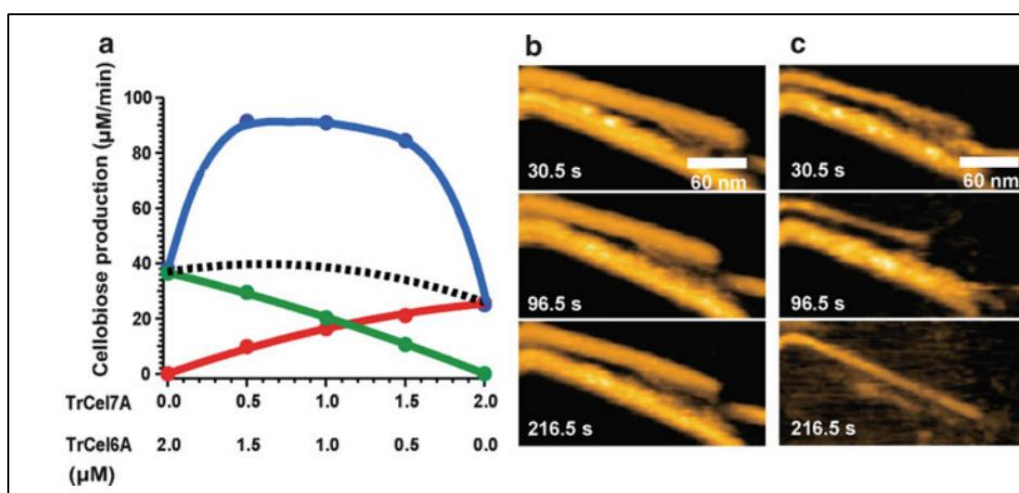 a
Cellobiose production (µM/min)
100
80
60
40
20
0
TrCel7A 0.0 0.5 1.0 1.5 2.0
TrCel6A 2.0 1.5 1.0 0.5 0.0
(µM)
b
30.5 s
60 nm
96.5 s
216.5 s
c
30.5 s
60 nm
96.5 s
216.5 s